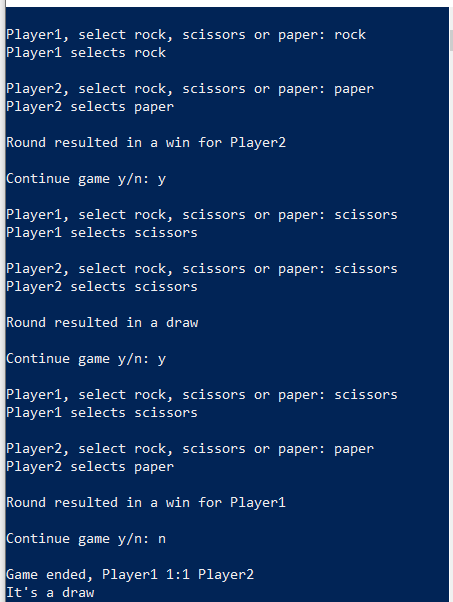 Player1, select rock, scissors or paper: rock
Player1 selects rock
Player2, select rock, scissors or paper: paper
Player2 selects paper
Round resulted in a win for Player2
Continue game y/n: y
Player1, select rock, scissors or paper: scissors
Player1 selects scissors
Player2, select rock, scissors or paper: scissors
Player2 selects scissors
Round resulted in a draw
Continue game y/n: y
Player1, select rock, scissors or paper: scissors
Player1 selects scissors
Player2, select rock, scissors or paper: paper
Player2 selects paper
Round resulted in a win for Player1
Continue game y/n: n
Game ended, Player1 1:1 Player2
It's a draw